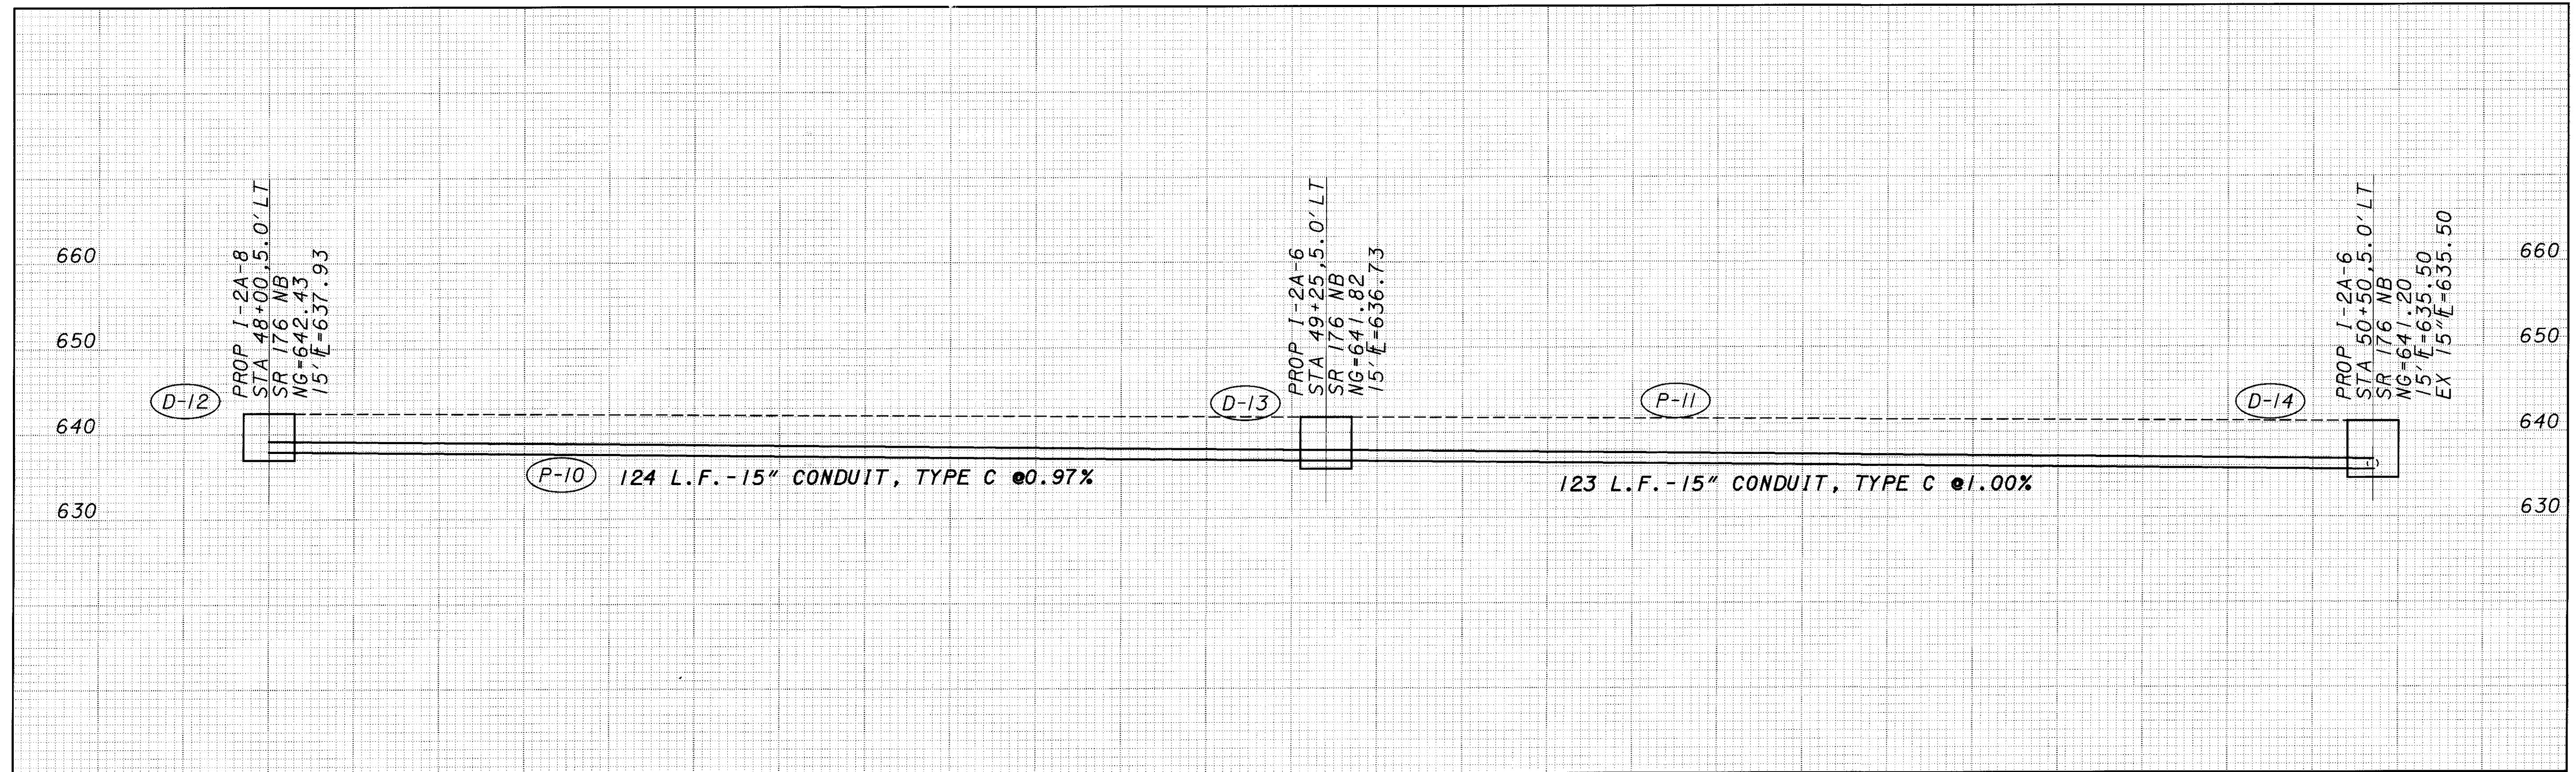 PROP I-2A-8
STA 48+00,5.0' LT
SR 176 NB
NG=642.43
15" ℄=637.93
PROP I-2A-6
STA 49+25,5.0' LT
SR 176 NB
NG=641.82
15" ℄=636.73
PROP I-2A-6
STA 50+50,5.0' LT
SR 176 NB
NG=641.20
15" ℄=635.50
EX 15" ℄=635.50
660
660
650
650
D-12
D-13
P-11
D-14
640
640
P-10
124 L.F.-15" CONDUIT, TYPE C @0.97%
123 L.F.-15" CONDUIT, TYPE C @1.00%
630
630